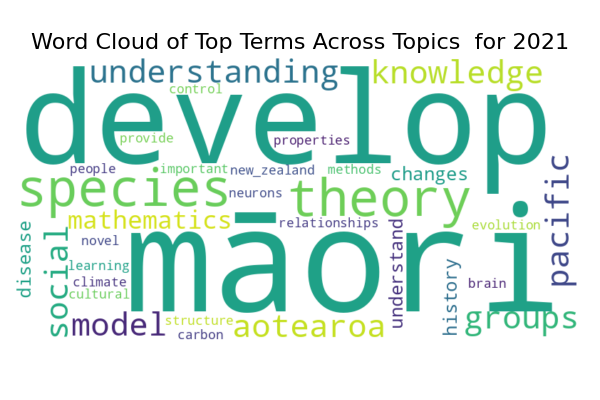 Word Cloud of Top Terms Across Topics for 2021
understanding
knowledge
control
develop
provide
properties
people
important
new_zealand
methods
changes
species
neurons
theory
pacific
mathematics
relationships
evolution
māori
disease
social
novel
learning
climate
cultural
understand
history
brain
model
structure
carbon
aotearoa
groups